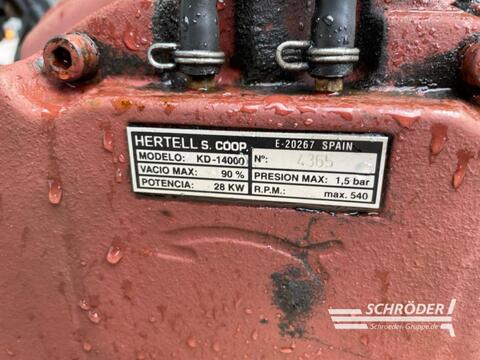 HERTELL S. COOP. E-20267 SPAIN
MODELO: KD-14000 Nº: 4365
VACIO MAX: 90 % PRESION MAX: 1,5 bar
POTENCIA: 28 KW R.P.M.: max. 540
SCHRÖDER
Schroeder-Gruppe.de